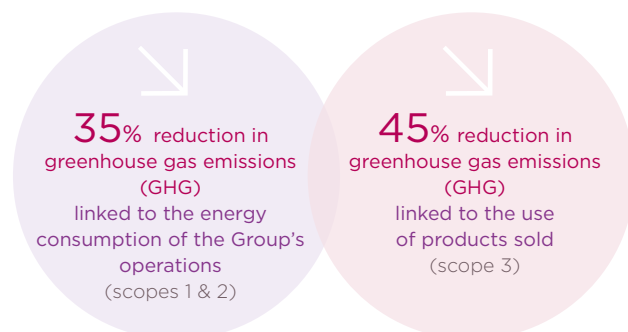 35% reduction in
greenhouse gas emissions
(GHG)
linked to the energy
consumption of the Group's
operations
(scopes 1 & 2)
45% reduction in
greenhouse gas emissions
(GHG)
linked to the use
of products sold
(scope 3)